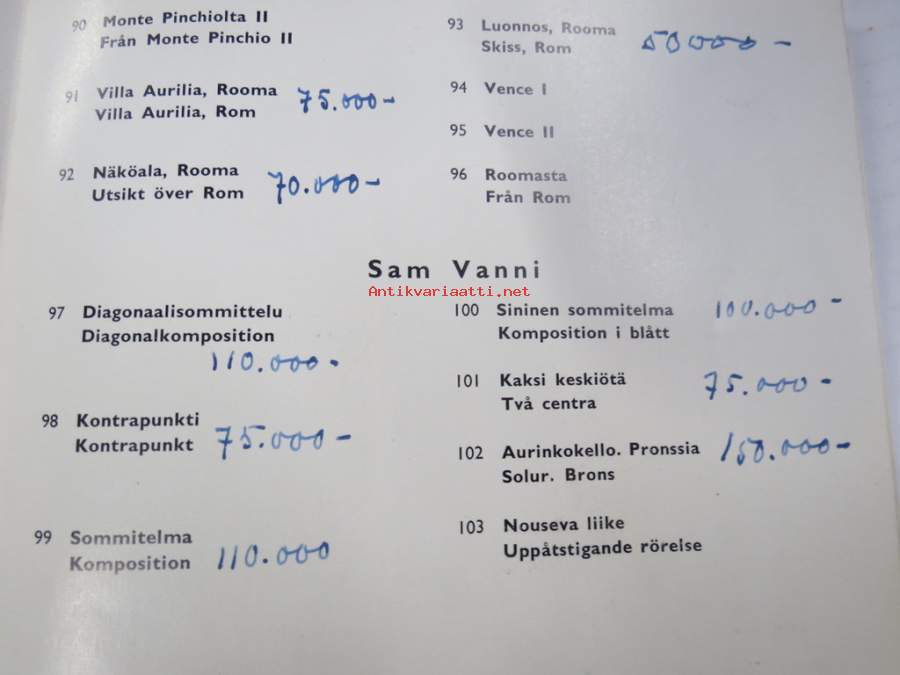 90 Monte Pinchiolta II
Från Monte Pinchio II
91 Villa Aurilia, Rooma 75.000-
Villa Aurilia, Rom
92 Näköala, Rooma 70.000-
Utsikt över Rom
93 Luonnos, Rooma 50000-
Skiss, Rom
94 Vence I
95 Vence II
96 Roomasta
Från Rom
Sam Vanni
Antikvariaatti.net
97 Diagonaalisommittelu
Diagonalkomposition
110.000-
98 Kontrapunkti
Kontrapunkt 75.000-
99 Sommitelma
Komposition 110.000
100 Sininen sommitelma 100.000-
Komposition i blått
101 Kaksi keskiötä 75.000-
Två centra
102 Aurinkokello. Pronssia 150.000-
Solur. Brons
103 Nouseva liike
Uppåtstigande rörelse